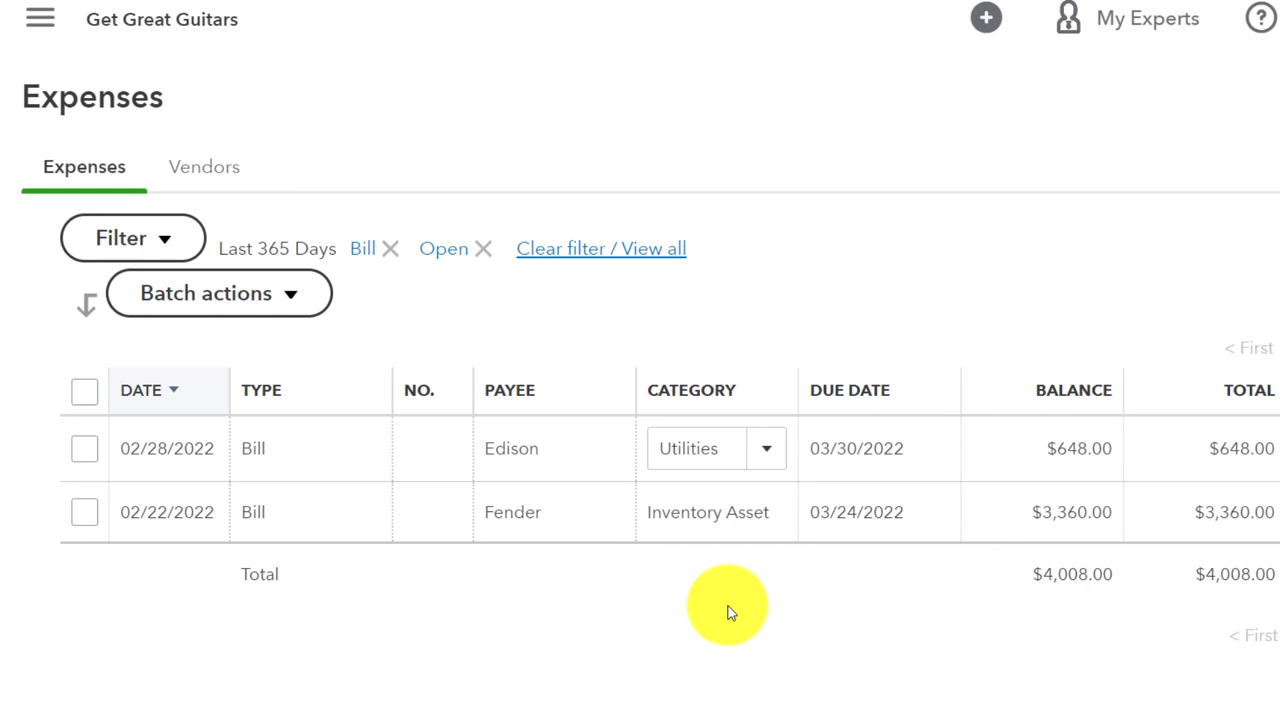 Get Great Guitars
My Experts
?
Expenses
Expenses Vendors
Filter Last 365 Days Bill Open Clear filter / View all
Batch actions
< First
DATE TYPE NO. PAYEE CATEGORY DUE DATE BALANCE TOTAL
02/28/2022 Bill Edison Utilities 03/30/2022 $648.00 $648.00
02/22/2022 Bill Fender Inventory Asset 03/24/2022 $3,360.00 $3,360.00
Total $4,008.00 $4,008.00
< First